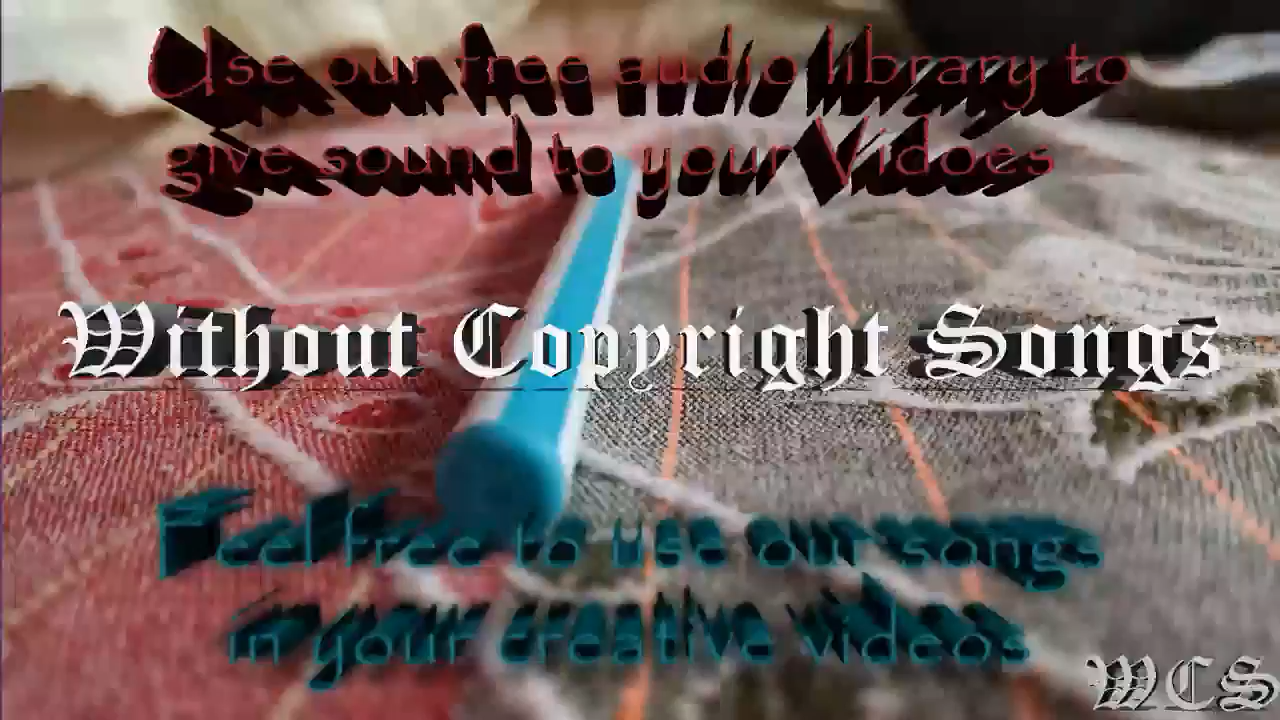 Use our free audio library to
give sound to your Vidoes
Without Copyright Songs
Feel free to use our songs
in your creative videos
WCS